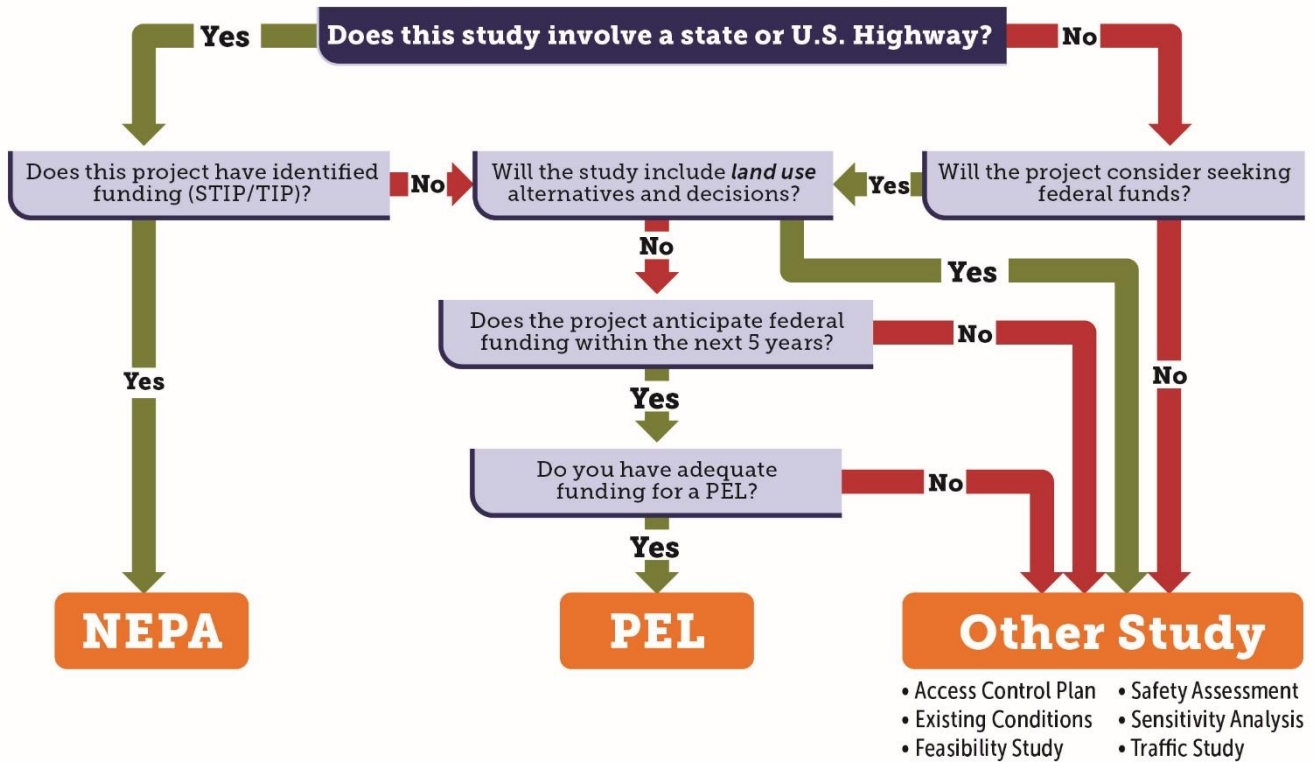 Does this study involve a state or U.S. Highway?
Yes
No
Does this project have identified
funding (STIP/TIP)?
No
Will the study include land use
alternatives and decisions?
Yes
Will the project consider seeking
federal funds?
No
Yes
Does the project anticipate federal
funding within the next 5 years?
No
Yes
No
Yes
Do you have adequate
funding for a PEL?
No
Yes
NEPA
PEL
Other Study
• Access Control Plan
• Existing Conditions
• Feasibility Study
• Safety Assessment
• Sensitivity Analysis
• Traffic Study